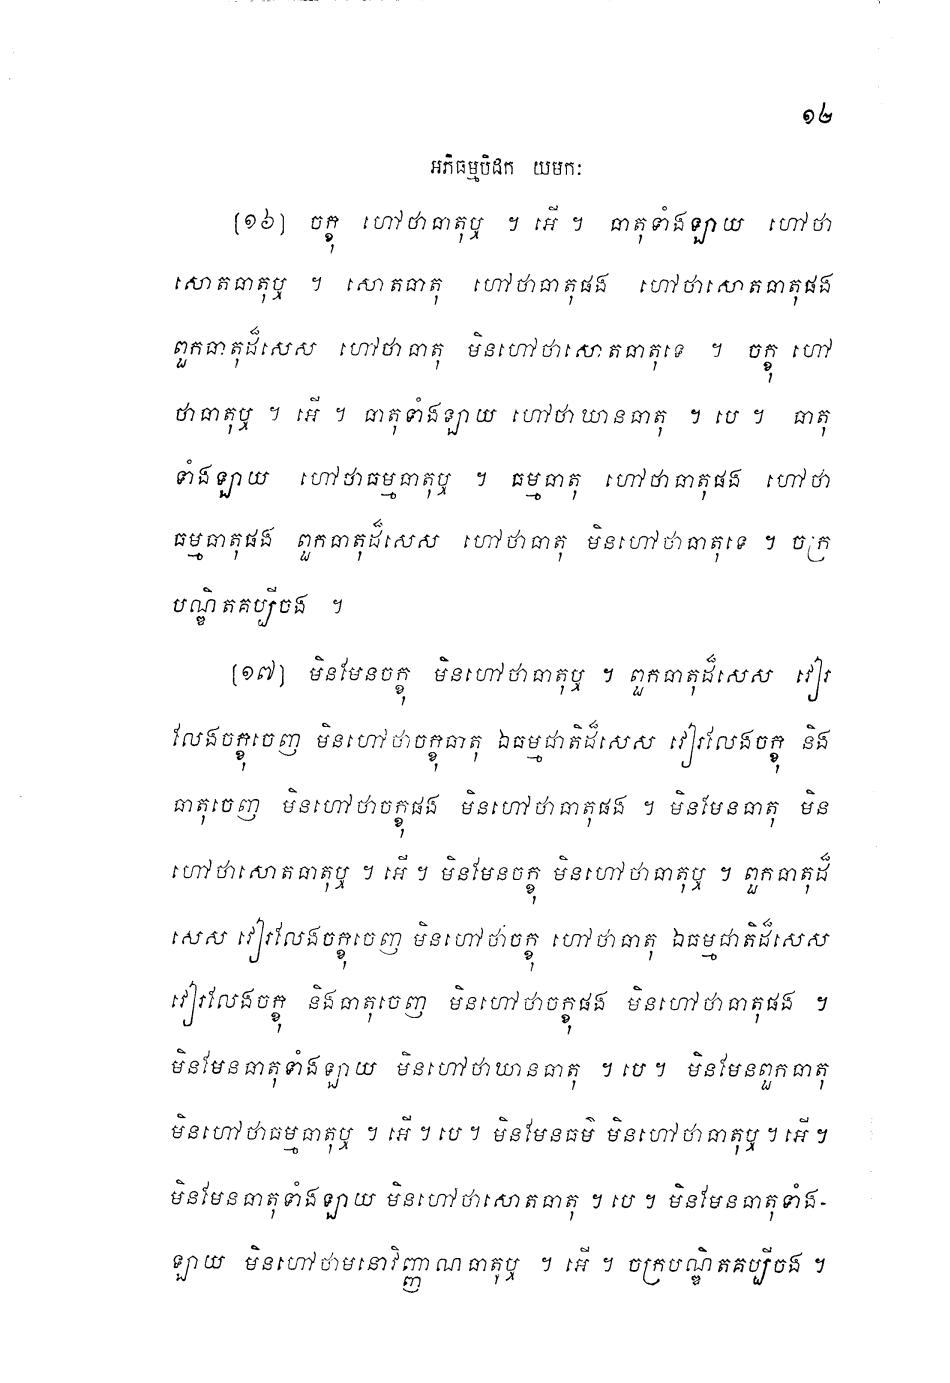 ១២
អភិធម្មបិដក យមកៈ
[១៦] ចក្ខុ ហៅថាធាតុឬ ។ អើ ។ ធាតុទាំងឡាយ ហៅថា
សោតធាតុឬ ។ សោតធាតុ ហៅថាធាតុផង ហៅថាសោតធាតុផង
ពួកធាតុដ៏សេស ហៅថាធាតុ មិនហៅថាសោតធាតុទេ ។ ចក្ខុ ហៅ
ថាធាតុឬ ។ អើ ។ ធាតុទាំងឡាយ ហៅថាឃានធាតុ ។ បេ ។ ធាតុ
ទាំងឡាយ ហៅថាធម្មធាតុឬ ។ ធម្មធាតុ ហៅថាធាតុផង ហៅថា
ធម្មធាតុផង ពួកធាតុដ៏សេស ហៅថាធាតុ មិនហៅថាធាតុទេ ។ ចក្រ
បណ្ឌិតគប្បីចង ។
[១៧] មិនមែនចក្ខុ មិនហៅថាធាតុឬ ។ ពួកធាតុដ៏សេស វៀរ
លែងចក្ខុចេញ មិនហៅថាចក្ខុធាតុ ឯធម្មជាតិដ៏សេស វៀរលែងចក្ខុ និង
ធាតុចេញ មិនហៅថាចក្ខុផង មិនហៅថាធាតុផង ។ មិនមែនធាតុ មិន
ហៅថាសោតធាតុឬ ។ អើ ។ មិនមែនចក្ខុ មិនហៅថាធាតុឬ ។ ពួកធាតុដ៏
សេស វៀរលែងចក្ខុចេញ មិនហៅថាចក្ខុ ហៅថាធាតុ ឯធម្មជាតិដ៏សេស
វៀរលែងចក្ខុ និងធាតុចេញ មិនហៅថាចក្ខុផង មិនហៅថាធាតុផង ។
មិនមែនធាតុទាំងឡាយ មិនហៅថាឃានធាតុ ។ បេ ។ មិនមែនពួកធាតុ
មិនហៅថាធម្មធាតុឬ ។ អើ ។ បេ ។ មិនមែនធម៌ មិនហៅថាធាតុឬ ។ អើ ។
មិនមែនធាតុទាំងឡាយ មិនហៅថាសោតធាតុ ។ បេ ។ មិនមែនធាតុទាំង-
ឡាយ មិនហៅថាមនោវិញ្ញាណធាតុឬ ។ អើ ។ ចក្របណ្ឌិតគប្បីចង ។